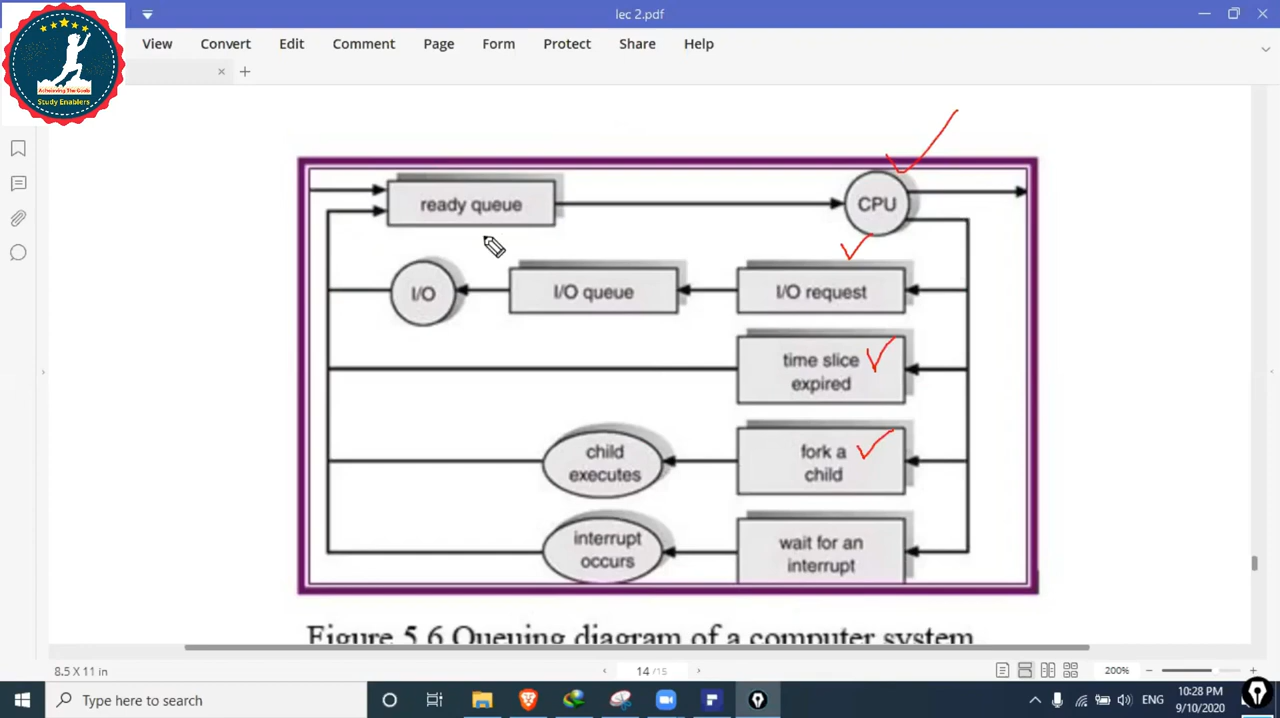 lec 2.pdf
Achieveing The Goals
Study Enablers
View Convert Edit Comment Page Form Protect Share Help
ready queue
CPU
I/O
I/O queue
I/O request
time slice
expired
child
executes
fork a
child
interrupt
occurs
wait for an
interrupt
Figure 5.6 Queuing diagram of a computer system
8.5 X 11 in
14 /15
200%
Type here to search
ENG
10:28 PM
9/10/2020